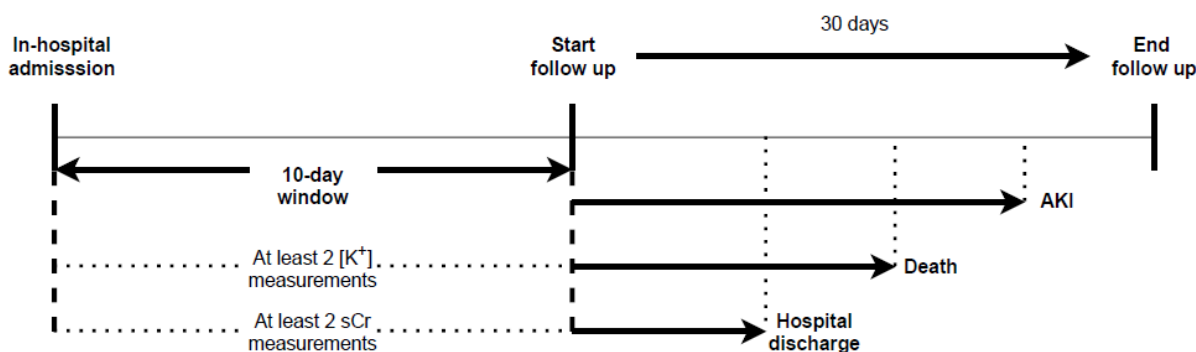 In-hospital
admisssion
Start
follow up
30 days
End
follow up
10-day
window
AKI
At least 2 [K⁺]
measurements
Death
At least 2 sCr
measurements
Hospital
discharge